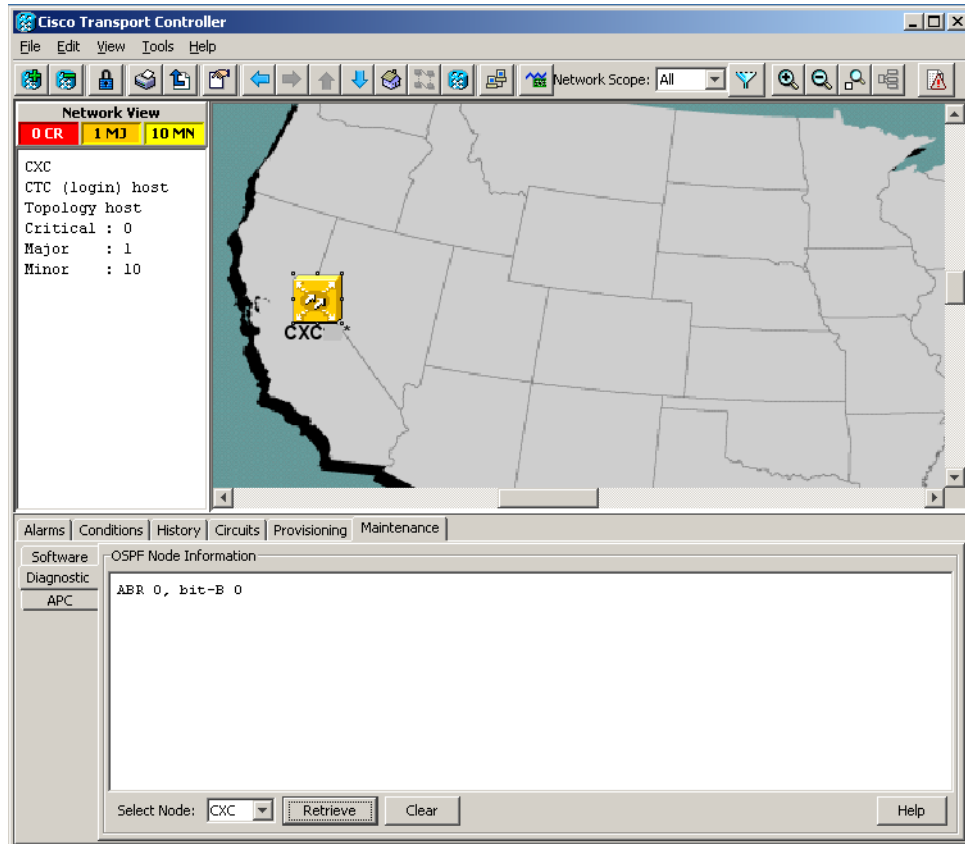 Cisco Transport Controller
File Edit View Tools Help
Network Scope: All
Network View
0 CR 1 MJ 10 MN
CXC
CTC (login) host
Topology host
Critical : 0
Major : 1
Minor : 10
CXC *
Alarms Conditions History Circuits Provisioning Maintenance
Software
Diagnostic
APC
OSPF Node Information
ABR 0, bit-B 0
Select Node: CXC Retrieve Clear Help